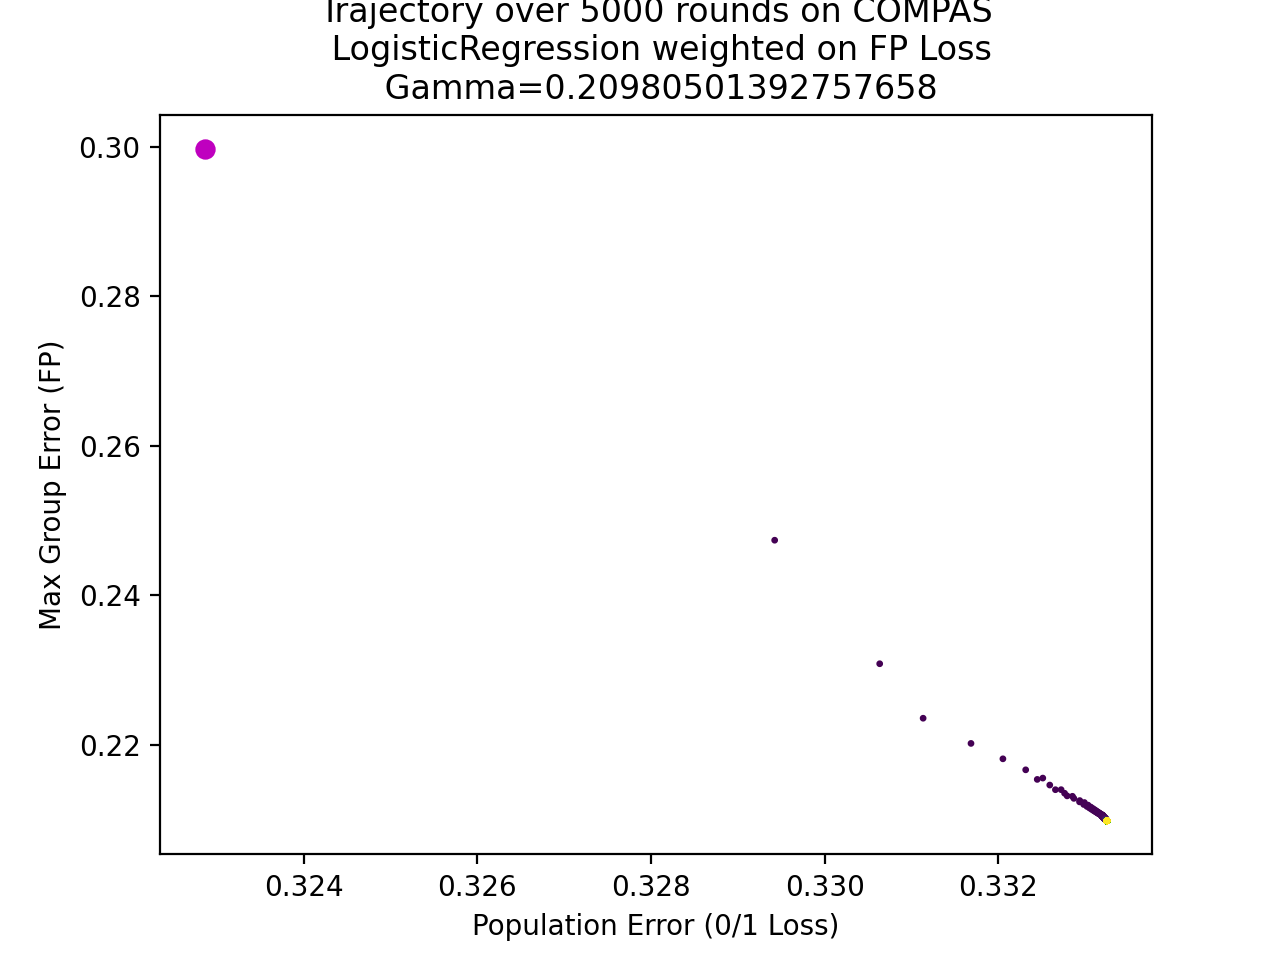 Trajectory over 5000 rounds on COMPAS
LogisticRegression weighted on FP Loss
Gamma=0.20980501392757658
0.30
0.28
0.26
0.24
0.22
Max Group Error (FP)
0.324 0.326 0.328 0.330 0.332
Population Error (0/1 Loss)